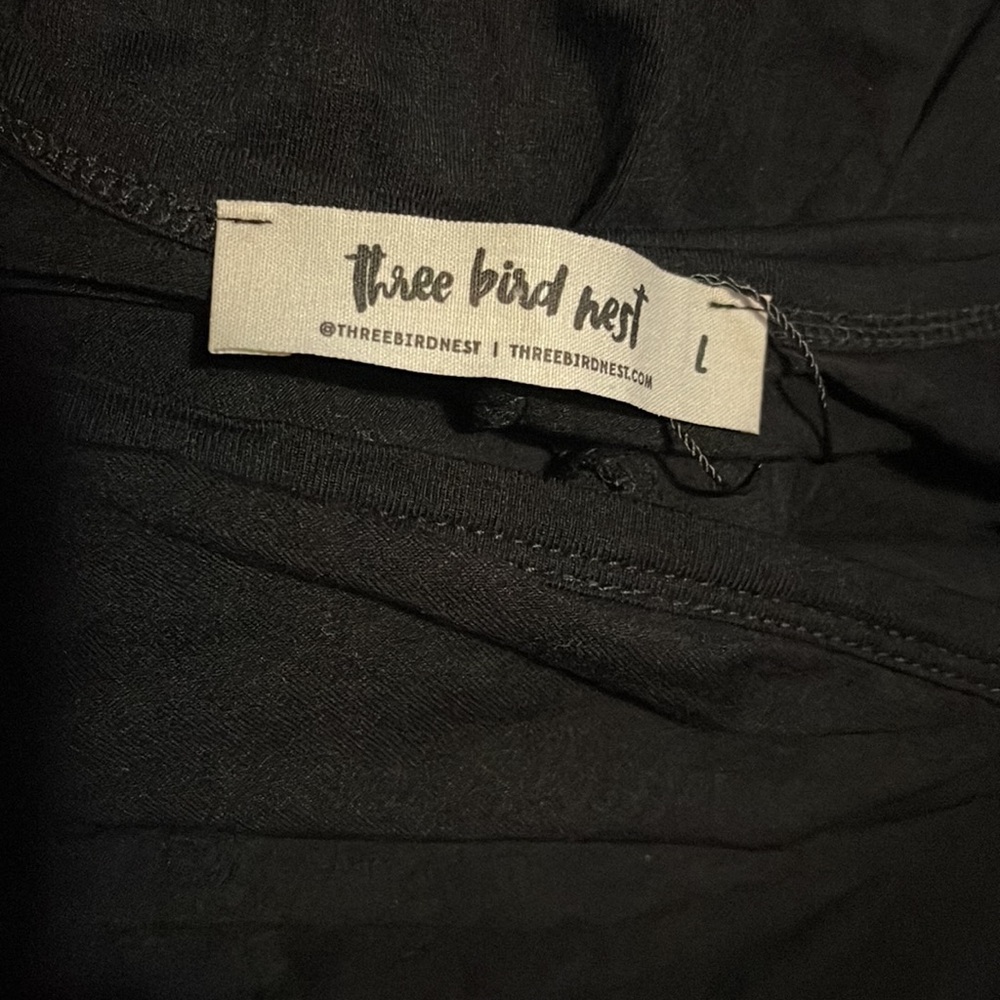 three bird nest
@THREEBIRDNEST | THREEBIRDNEST.COM
L